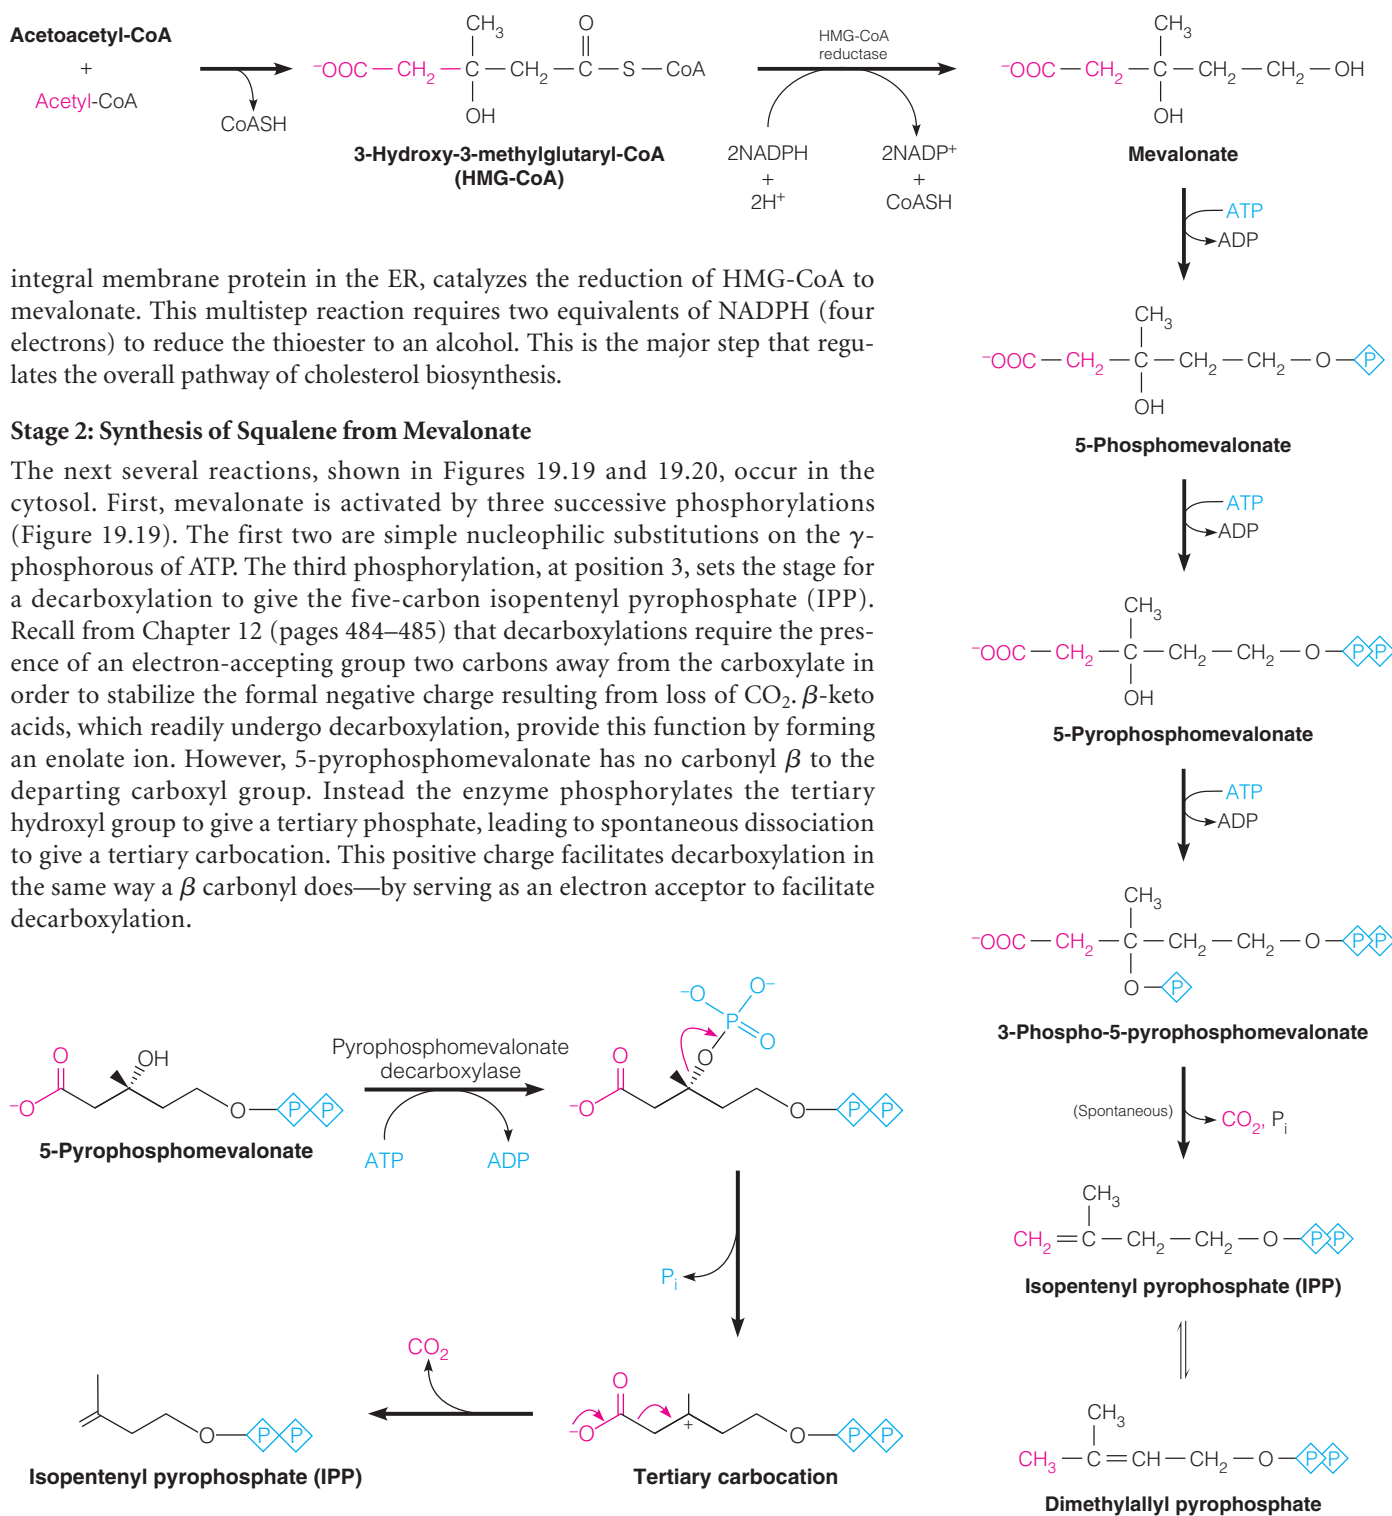 Acetoacetyl-CoA
+
Acetyl-CoA
CoASH
CH3 O
⁻OOC—CH2—C—CH2—C—S—CoA
OH
3-Hydroxy-3-methylglutaryl-CoA
(HMG-CoA)
HMG-CoA
reductase
2NADPH
+
2H⁺
2NADP⁺
+
CoASH
CH3
⁻OOC—CH2—C—CH2—CH2—OH
OH
Mevalonate
ATP
ADP
CH3
⁻OOC—CH2—C—CH2—CH2—O—P
OH
5-Phosphomevalonate
ATP
ADP
CH3
⁻OOC—CH2—C—CH2—CH2—O—PP
OH
5-Pyrophosphomevalonate
ATP
ADP
CH3
⁻OOC—CH2—C—CH2—CH2—O—PP
O—P
3-Phospho-5-pyrophosphomevalonate
(Spontaneous) CO2, Pi
CH3
CH2=C—CH2—CH2—O—PP
Isopentenyl pyrophosphate (IPP)
CH3
CH3—C=CH—CH2—O—PP
Dimethylallyl pyrophosphate
integral membrane protein in the ER, catalyzes the reduction of HMG-CoA to
mevalonate. This multistep reaction requires two equivalents of NADPH (four
electrons) to reduce the thioester to an alcohol. This is the major step that regu-
lates the overall pathway of cholesterol biosynthesis.
Stage 2: Synthesis of Squalene from Mevalonate
The next several reactions, shown in Figures 19.19 and 19.20, occur in the
cytosol. First, mevalonate is activated by three successive phosphorylations
(Figure 19.19). The first two are simple nucleophilic substitutions on the γ-
phosphorous of ATP. The third phosphorylation, at position 3, sets the stage for
a decarboxylation to give the five-carbon isopentenyl pyrophosphate (IPP).
Recall from Chapter 12 (pages 484–485) that decarboxylations require the pres-
ence of an electron-accepting group two carbons away from the carboxylate in
order to stabilize the formal negative charge resulting from loss of CO2. β-keto
acids, which readily undergo decarboxylation, provide this function by forming
an enolate ion. However, 5-pyrophosphomevalonate has no carbonyl β to the
departing carboxyl group. Instead the enzyme phosphorylates the tertiary
hydroxyl group to give a tertiary phosphate, leading to spontaneous dissociation
to give a tertiary carbocation. This positive charge facilitates decarboxylation in
the same way a β carbonyl does—by serving as an electron acceptor to facilitate
decarboxylation.
O OH
⁻O O PP
5-Pyrophosphomevalonate
Pyrophosphomevalonate
decarboxylase
ATP ADP
⁻O O⁻
P
O O
O
⁻O O PP
Pi
O
⁻O + O PP
Tertiary carbocation
CO2
O PP
Isopentenyl pyrophosphate (IPP)